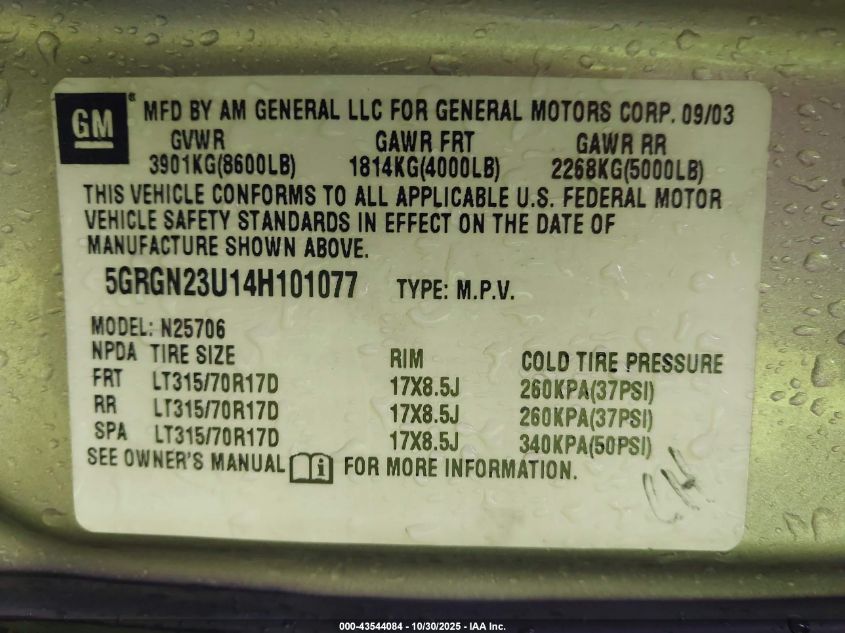 GM ® MFD BY AM GENERAL LLC FOR GENERAL MOTORS CORP. 09/03
GVWR GAWR FRT GAWR RR
3901KG(8600LB) 1814KG(4000LB) 2268KG(5000LB)
THIS VEHICLE CONFORMS TO ALL APPLICABLE U.S. FEDERAL MOTOR
VEHICLE SAFETY STANDARDS IN EFFECT ON THE DATE OF
MANUFACTURE SHOWN ABOVE.
5GRGN23U14H101077 TYPE: M.P.V.
MODEL: N25706
NPDA TIRE SIZE RIM COLD TIRE PRESSURE
FRT LT315/70R17D 17X8.5J 260KPA(37PSI)
RR LT315/70R17D 17X8.5J 260KPA(37PSI)
SPA LT315/70R17D 17X8.5J 340KPA(50PSI)
SEE OWNER'S MANUAL i FOR MORE INFORMATION.
000-43544084 - 10/30/2025 - IAA Inc.